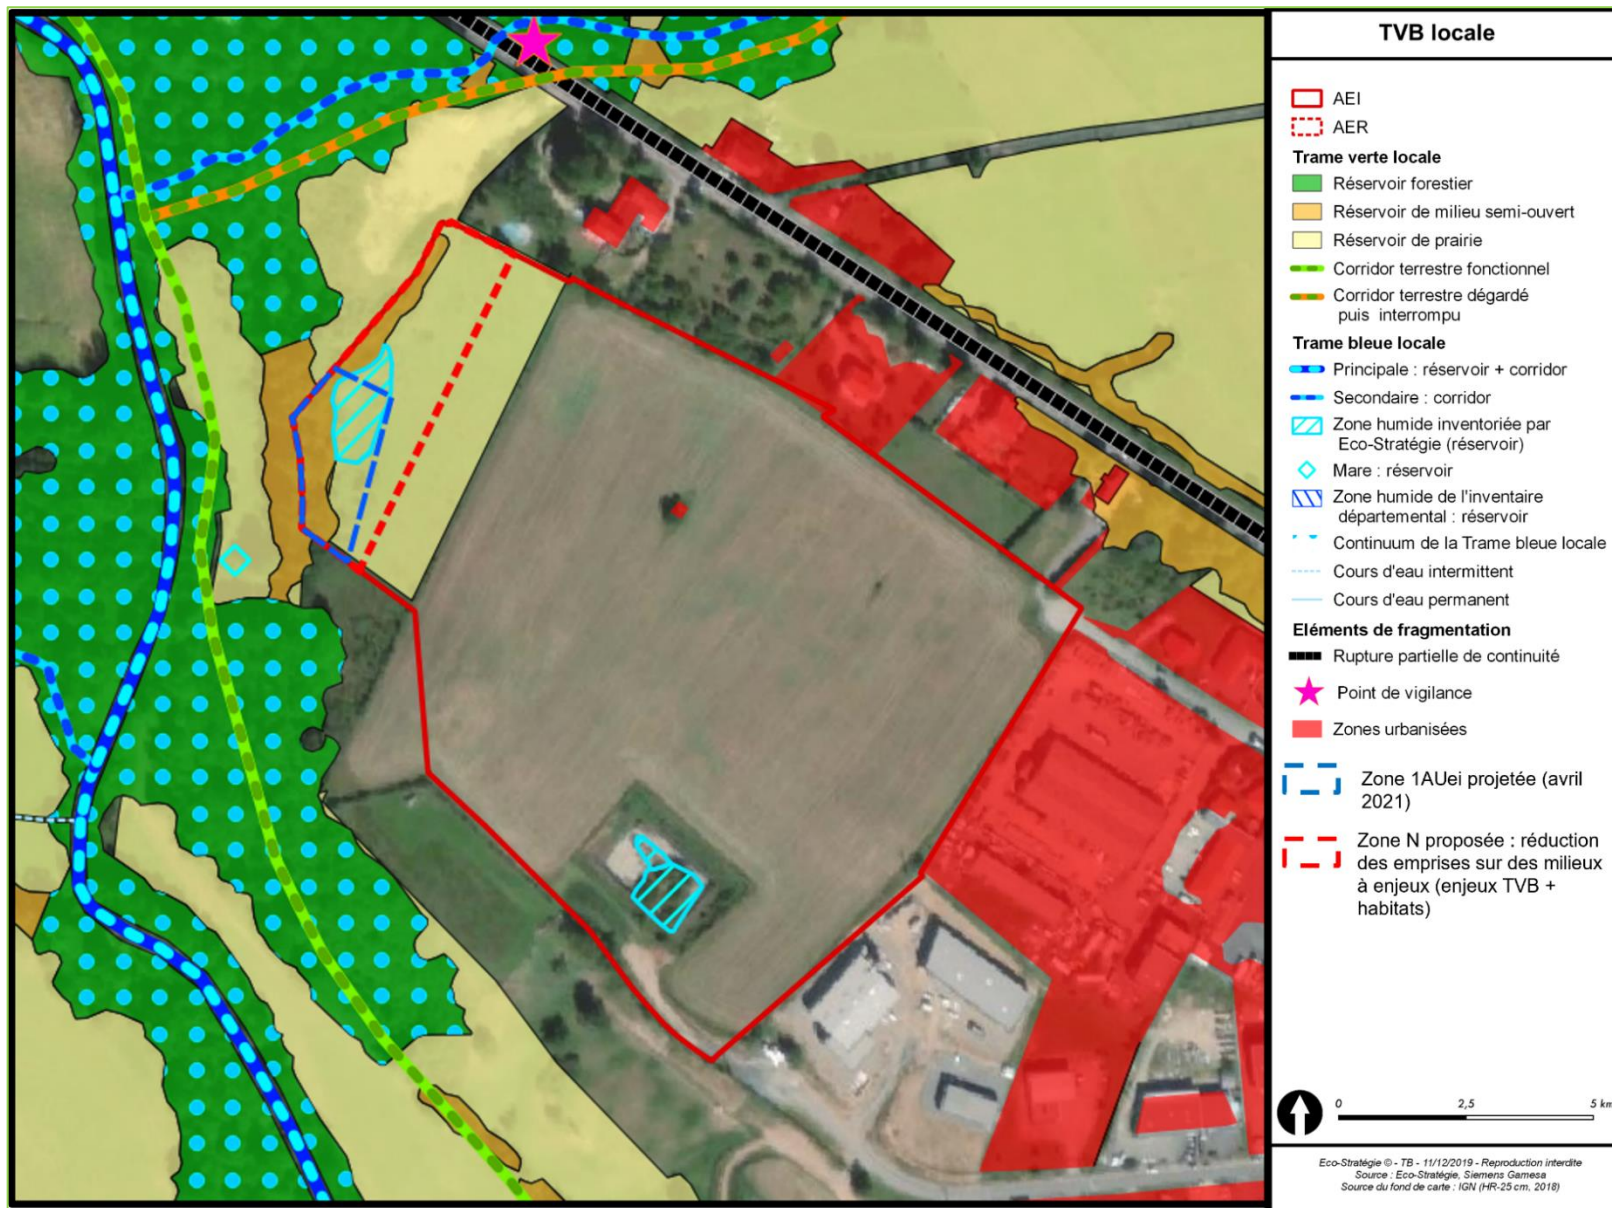 TVB locale
AEI
AER
Trame verte locale
Réservoir forestier
Réservoir de milieu semi-ouvert
Réservoir de prairie
Corridor terrestre fonctionnel
Corridor terrestre dégardé
puis interrompu
Trame bleue locale
Principale : réservoir + corridor
Secondaire : corridor
Zone humide inventoriée par
Eco-Stratégie (réservoir)
Mare : réservoir
Zone humide de l'inventaire
départemental : réservoir
Continuum de la Trame bleue locale
Cours d'eau intermittent
Cours d'eau permanent
Eléments de fragmentation
Rupture partielle de continuité
Point de vigilance
Zones urbanisées
Zone 1AUei projetée (avril
2021)
Zone N proposée : réduction
des emprises sur des milieux
à enjeux (enjeux TVB +
habitats)
0 2,5 5 km
Eco-Stratégie © - TB - 11/12/2019 - Reproduction interdite
Source : Eco-Stratégie, Siemens Gamesa
Source du fond de carte : IGN (HR-25 cm, 2018)